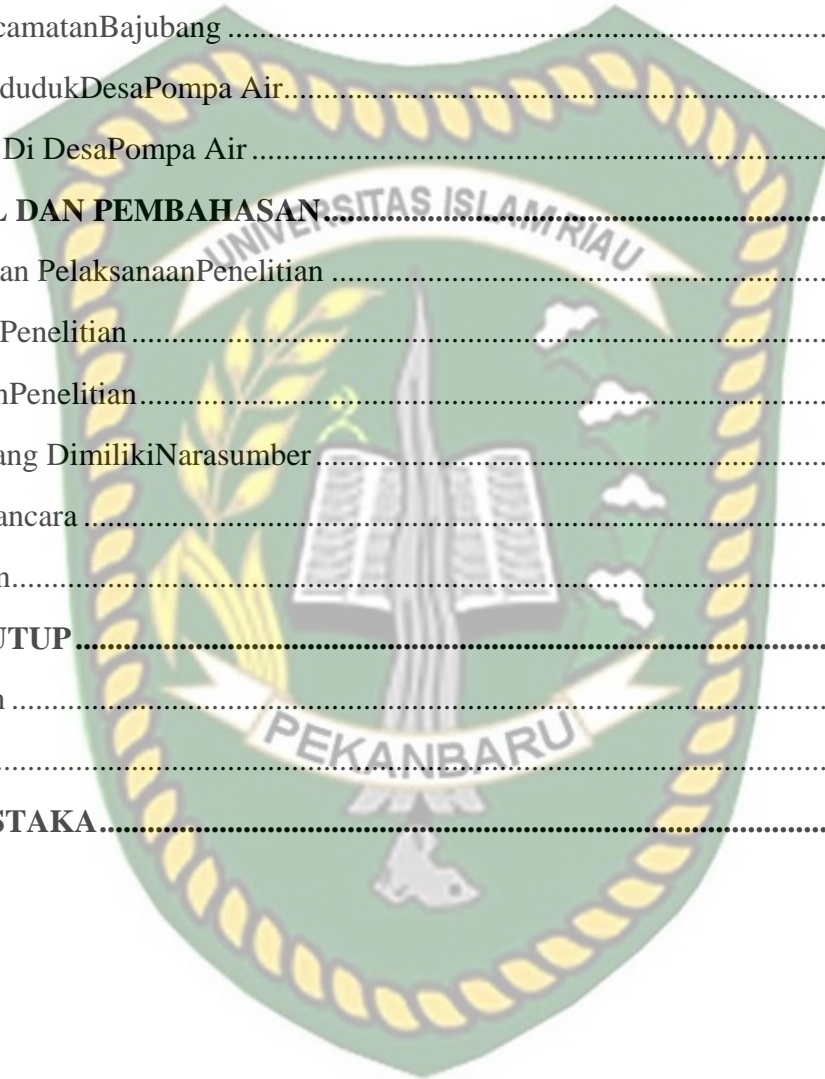 camatanBajubang ....................................................................
dudukDesaPompa Air.............................................................
Di DesaPompa Air ..................................................................
UNIVERSITAS ISLAM RIAU
L DAN PEMBAHASAN.........................................................
an PelaksanaanPenelitian ........................................................
Penelitian .................................................................................
nPenelitian................................................................................
ang DimilikiNarasumber ..........................................................
ancara .......................................................................................
n.................................................................................................
UTUP ........................................................................................
n .................................................................................................
PEKANBARU
....................................................................................................
STAKA.....................................................................................